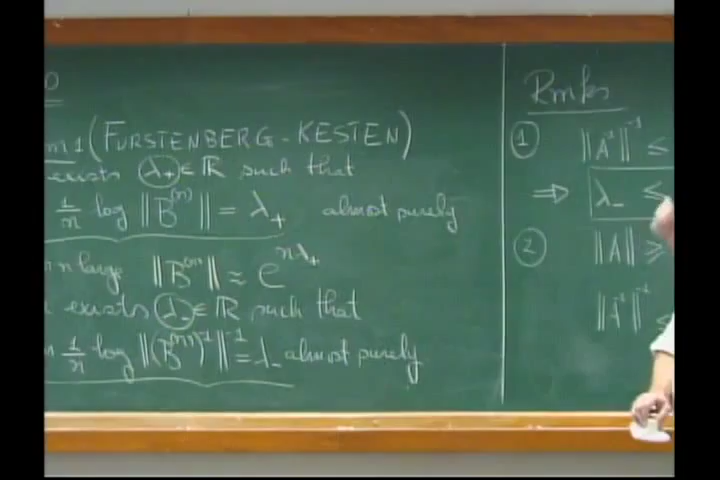 m 1 (FURSTENBERG-KESTEN)
exists λ₊ ∈ ℝ such that
1/n log ‖B⁽ⁿ⁾‖ = λ₊ almost surely
n large ‖B⁽ⁿ⁾‖ ≈ e^{nλ₊}
exists λ₋ ∈ ℝ such that
1/n log ‖(B⁽ⁿ⁾)⁻¹‖⁻¹ = λ₋ almost surely
Rmks
① ‖A⁻¹‖⁻¹ ≤
⇒ λ₋ ≤
② ‖A‖ ≥
‖A⁻¹‖⁻¹ ≤